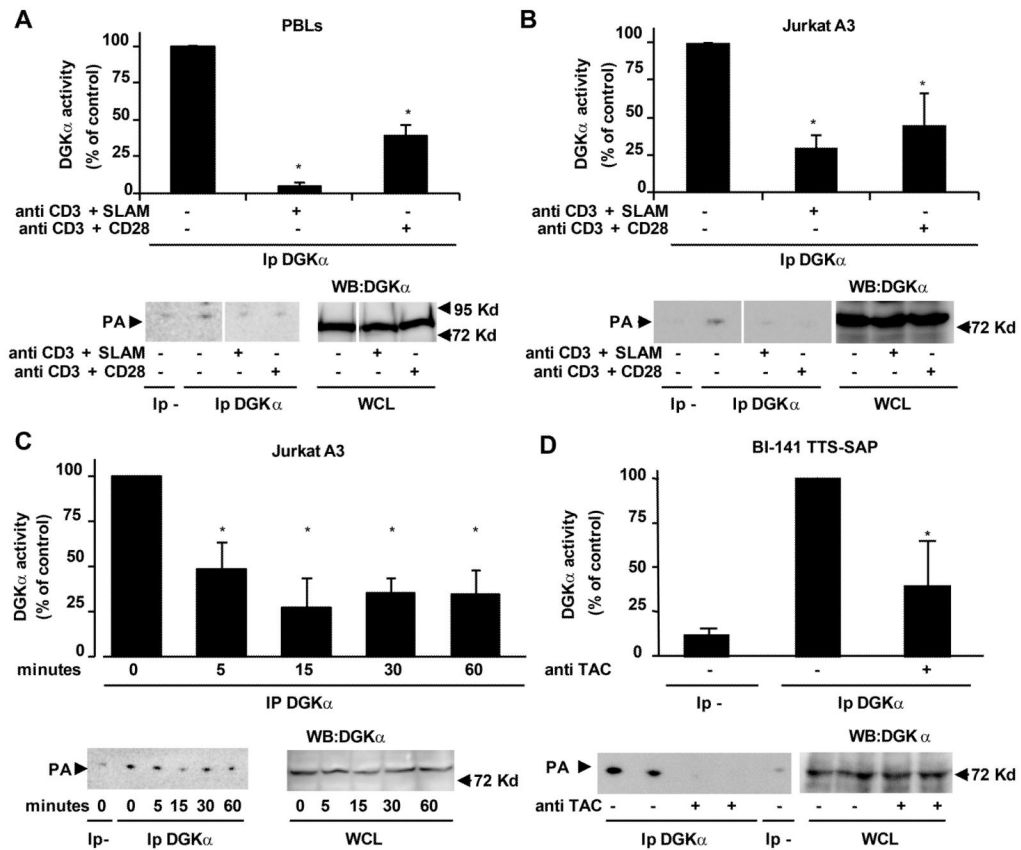 A
PBLs
DGKα activity
(% of control)
100
75
50
25
0
*
*
anti CD3 + SLAM - + -
anti CD3 + CD28 - - +
Ip DGKα
WB:DGKα
PA
95 Kd
72 Kd
anti CD3 + SLAM - - + - - + -
anti CD3 + CD28 - - - + - - +
Ip - Ip DGKα WCL
B
Jurkat A3
DGKα activity
(% of control)
100
75
50
25
0
*
*
anti CD3 + SLAM - + -
anti CD3 + CD28 - - +
Ip DGKα
WB:DGKα
PA
72 Kd
anti CD3 + SLAM - - + - - + -
anti CD3 + CD28 - - - + - - +
Ip - Ip DGKα WCL
C
Jurkat A3
DGKα activity
(% of control)
100
75
50
25
0
* * * *
minutes 0 5 15 30 60
IP DGKα
WB:DGKα
PA
72 Kd
minutes 0 0 5 15 30 60 0 5 15 30 60
Ip- Ip DGKα WCL
D
BI-141 TTS-SAP
DGKα activity
(% of control)
100
75
50
25
0
*
anti TAC - - +
Ip - Ip DGKα
WB:DGKα
PA
72 Kd
anti TAC - - + + - - - + +
Ip DGKα Ip - WCL